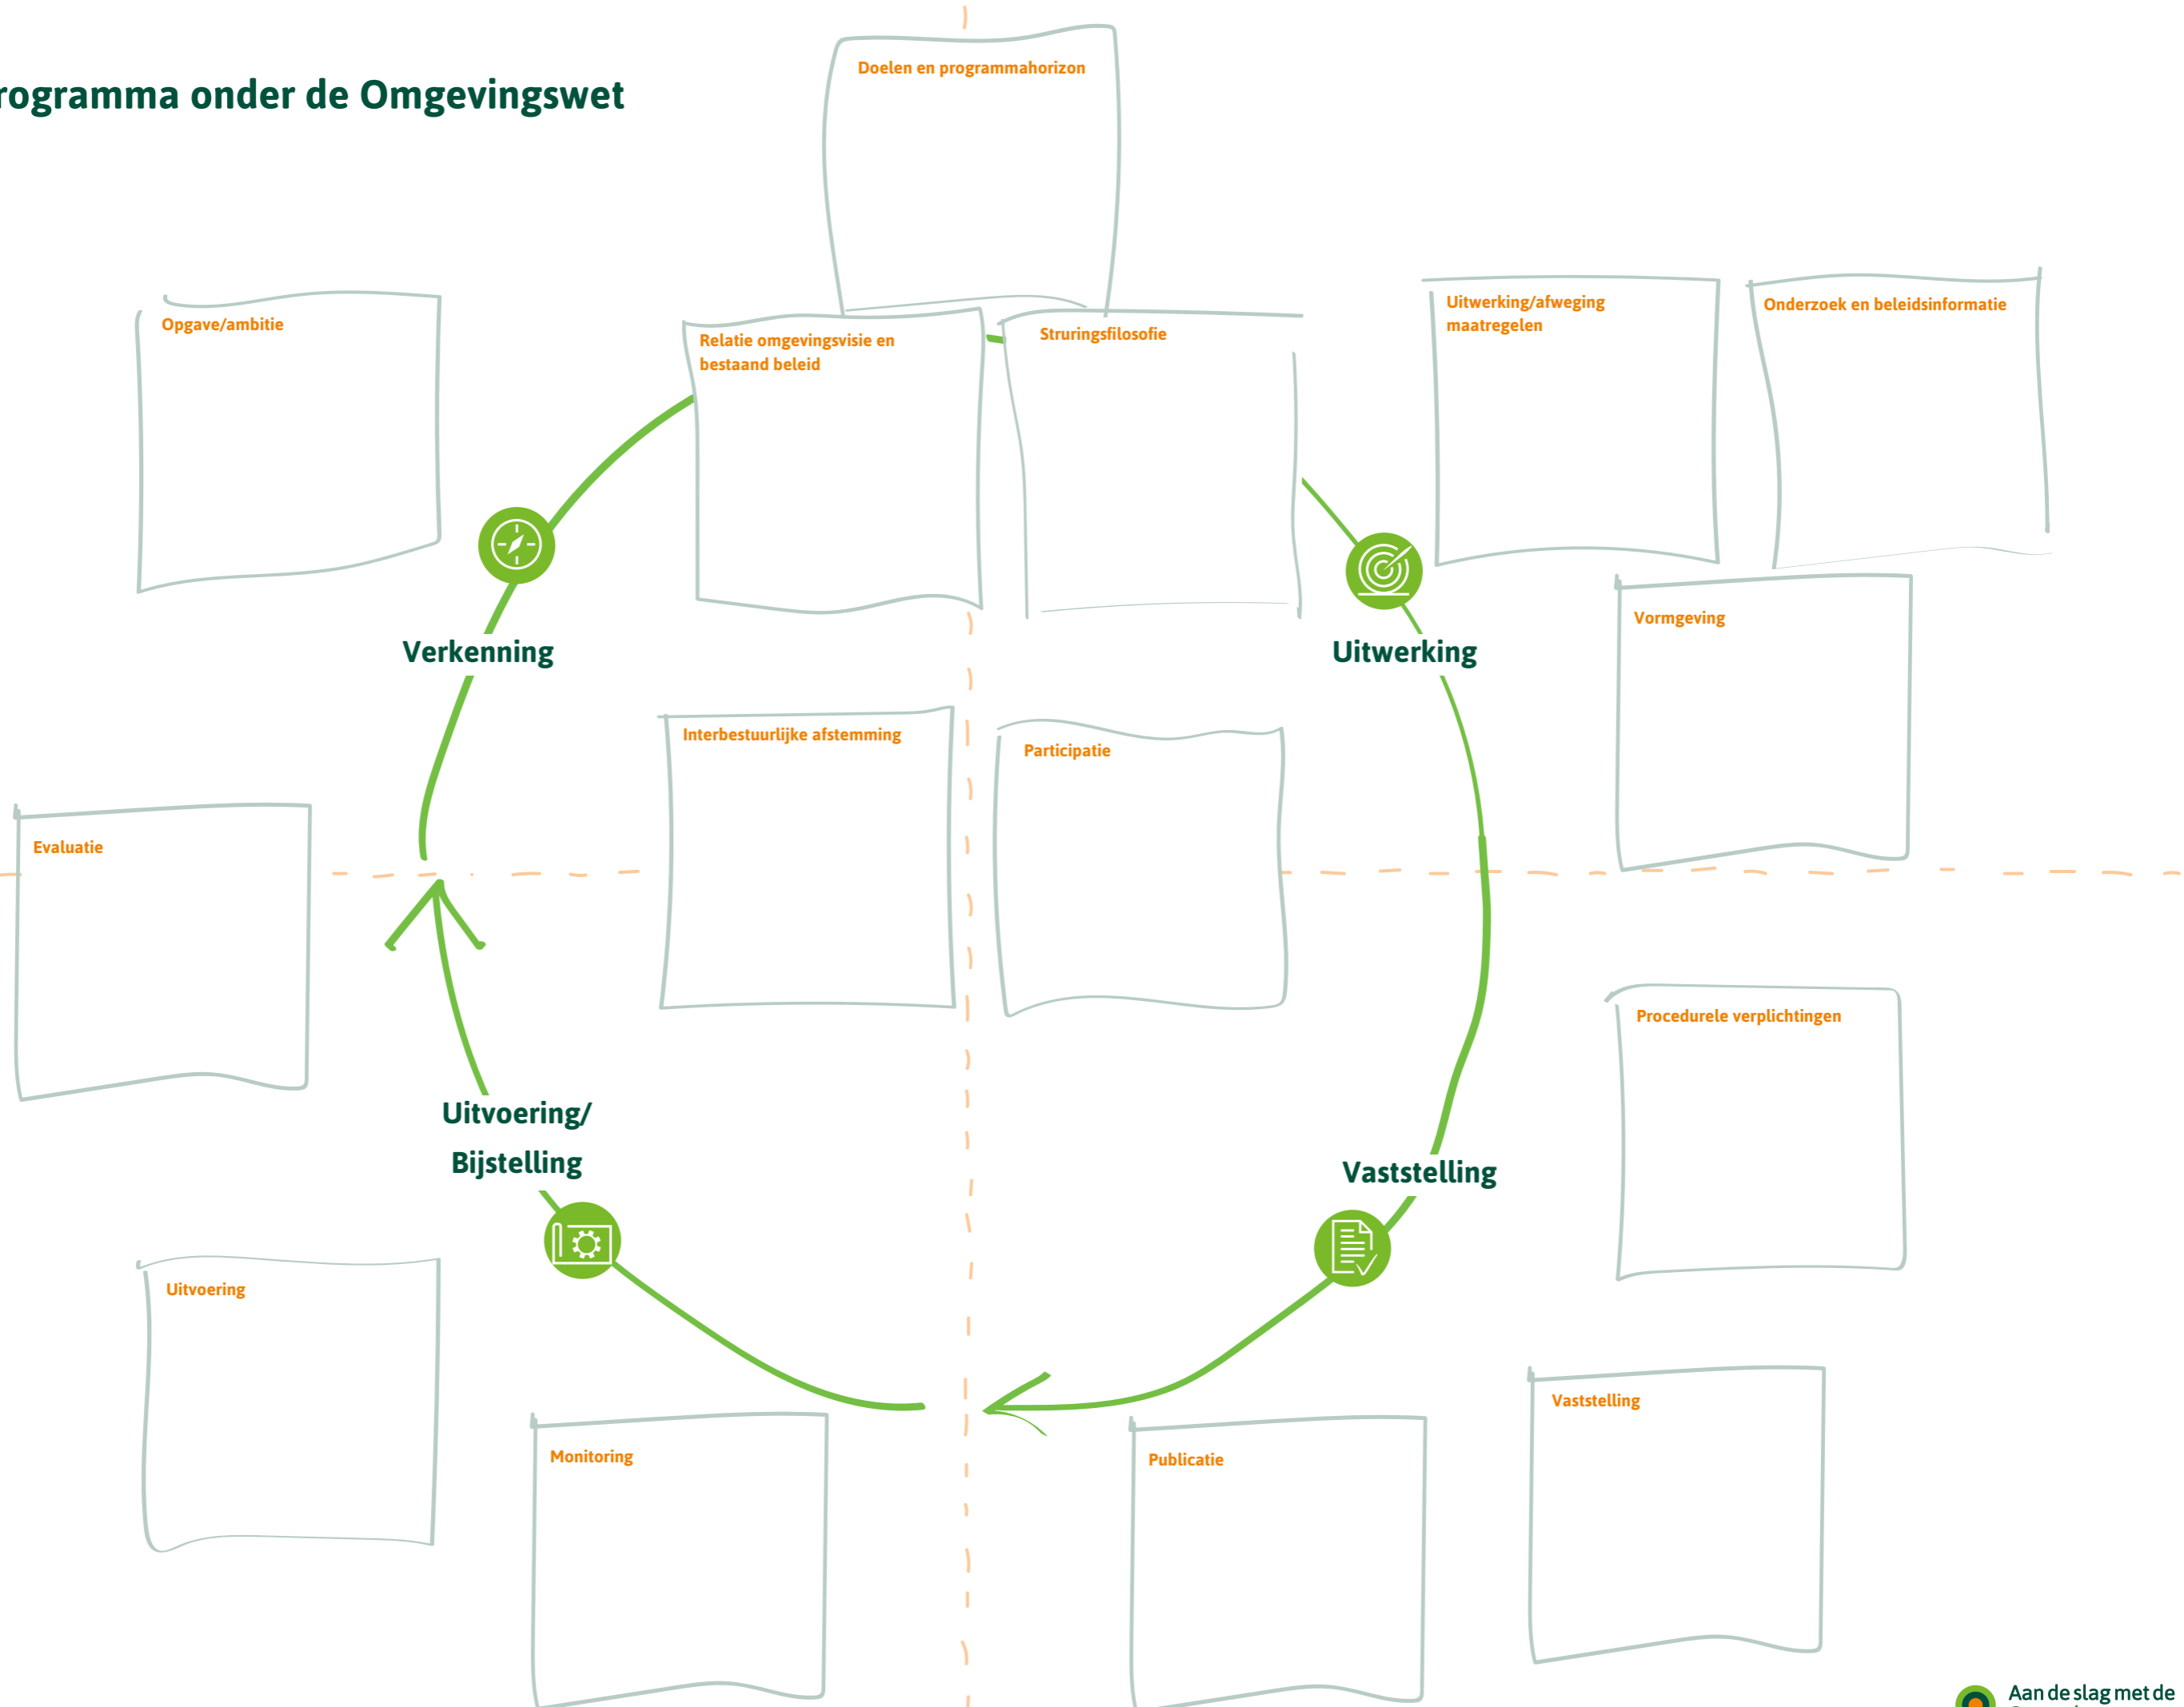 rogramma onder de Omgevingswet
Doelen en programmahorizon
Opgave/ambitie
Relatie omgevingsvisie en
bestaand beleid
Struringsfilosofie
Uitwerking/afweging
maatregelen
Onderzoek en beleidsinformatie
Vormgeving
Verkenning
Uitwerking
Interbestuurlijke afstemming
Participatie
Evaluatie
Procedurele verplichtingen
Uitvoering/
Bijstelling
Vaststelling
Uitvoering
Monitoring
Publicatie
Vaststelling
Aan de slag met de